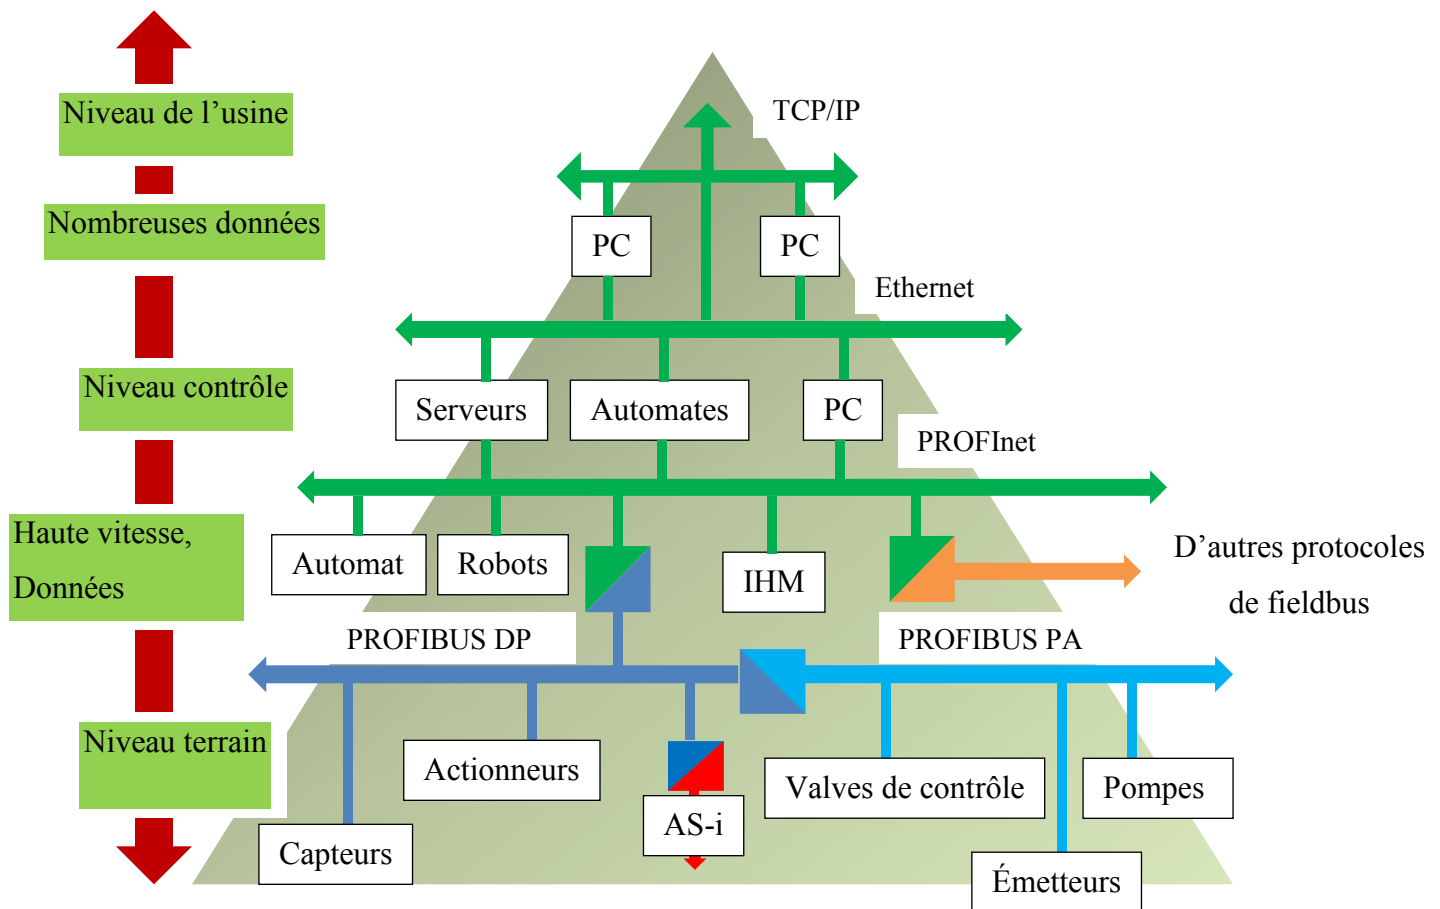 Niveau de l’usine
Nombreuses données
Niveau contrôle
Haute vitesse,
Données
Niveau terrain
TCP/IP
PC
PC
Ethernet
Serveurs
Automates
PC
PROFInet
Automat
Robots
IHM
D’autres protocoles
de fieldbus
PROFIBUS DP
PROFIBUS PA
Actionneurs
Valves de contrôle
Pompes
AS-i
Capteurs
Émetteurs